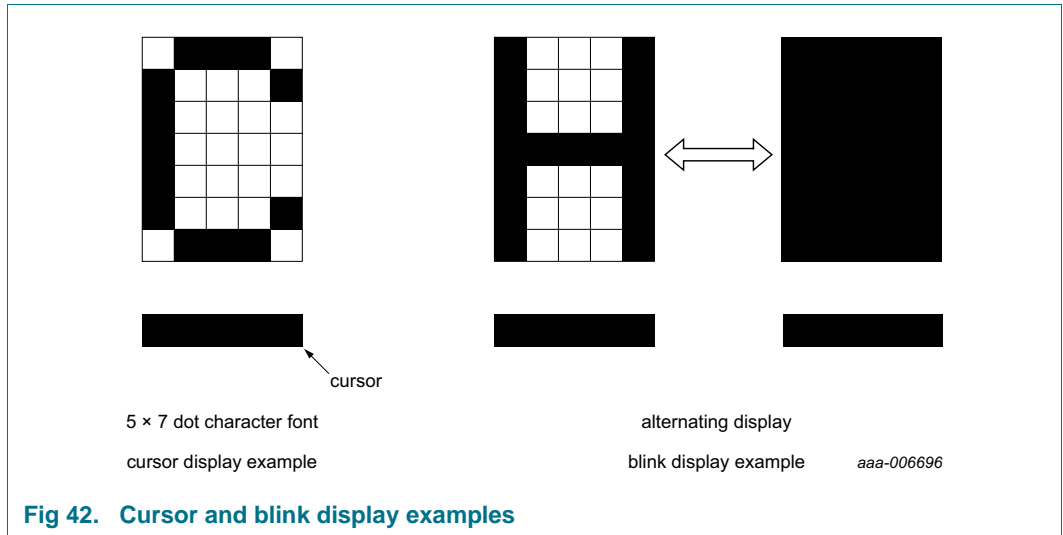 cursor
5 × 7 dot character font
cursor display example
alternating display
blink display example
aaa-006696
Fig 42. Cursor and blink display examples